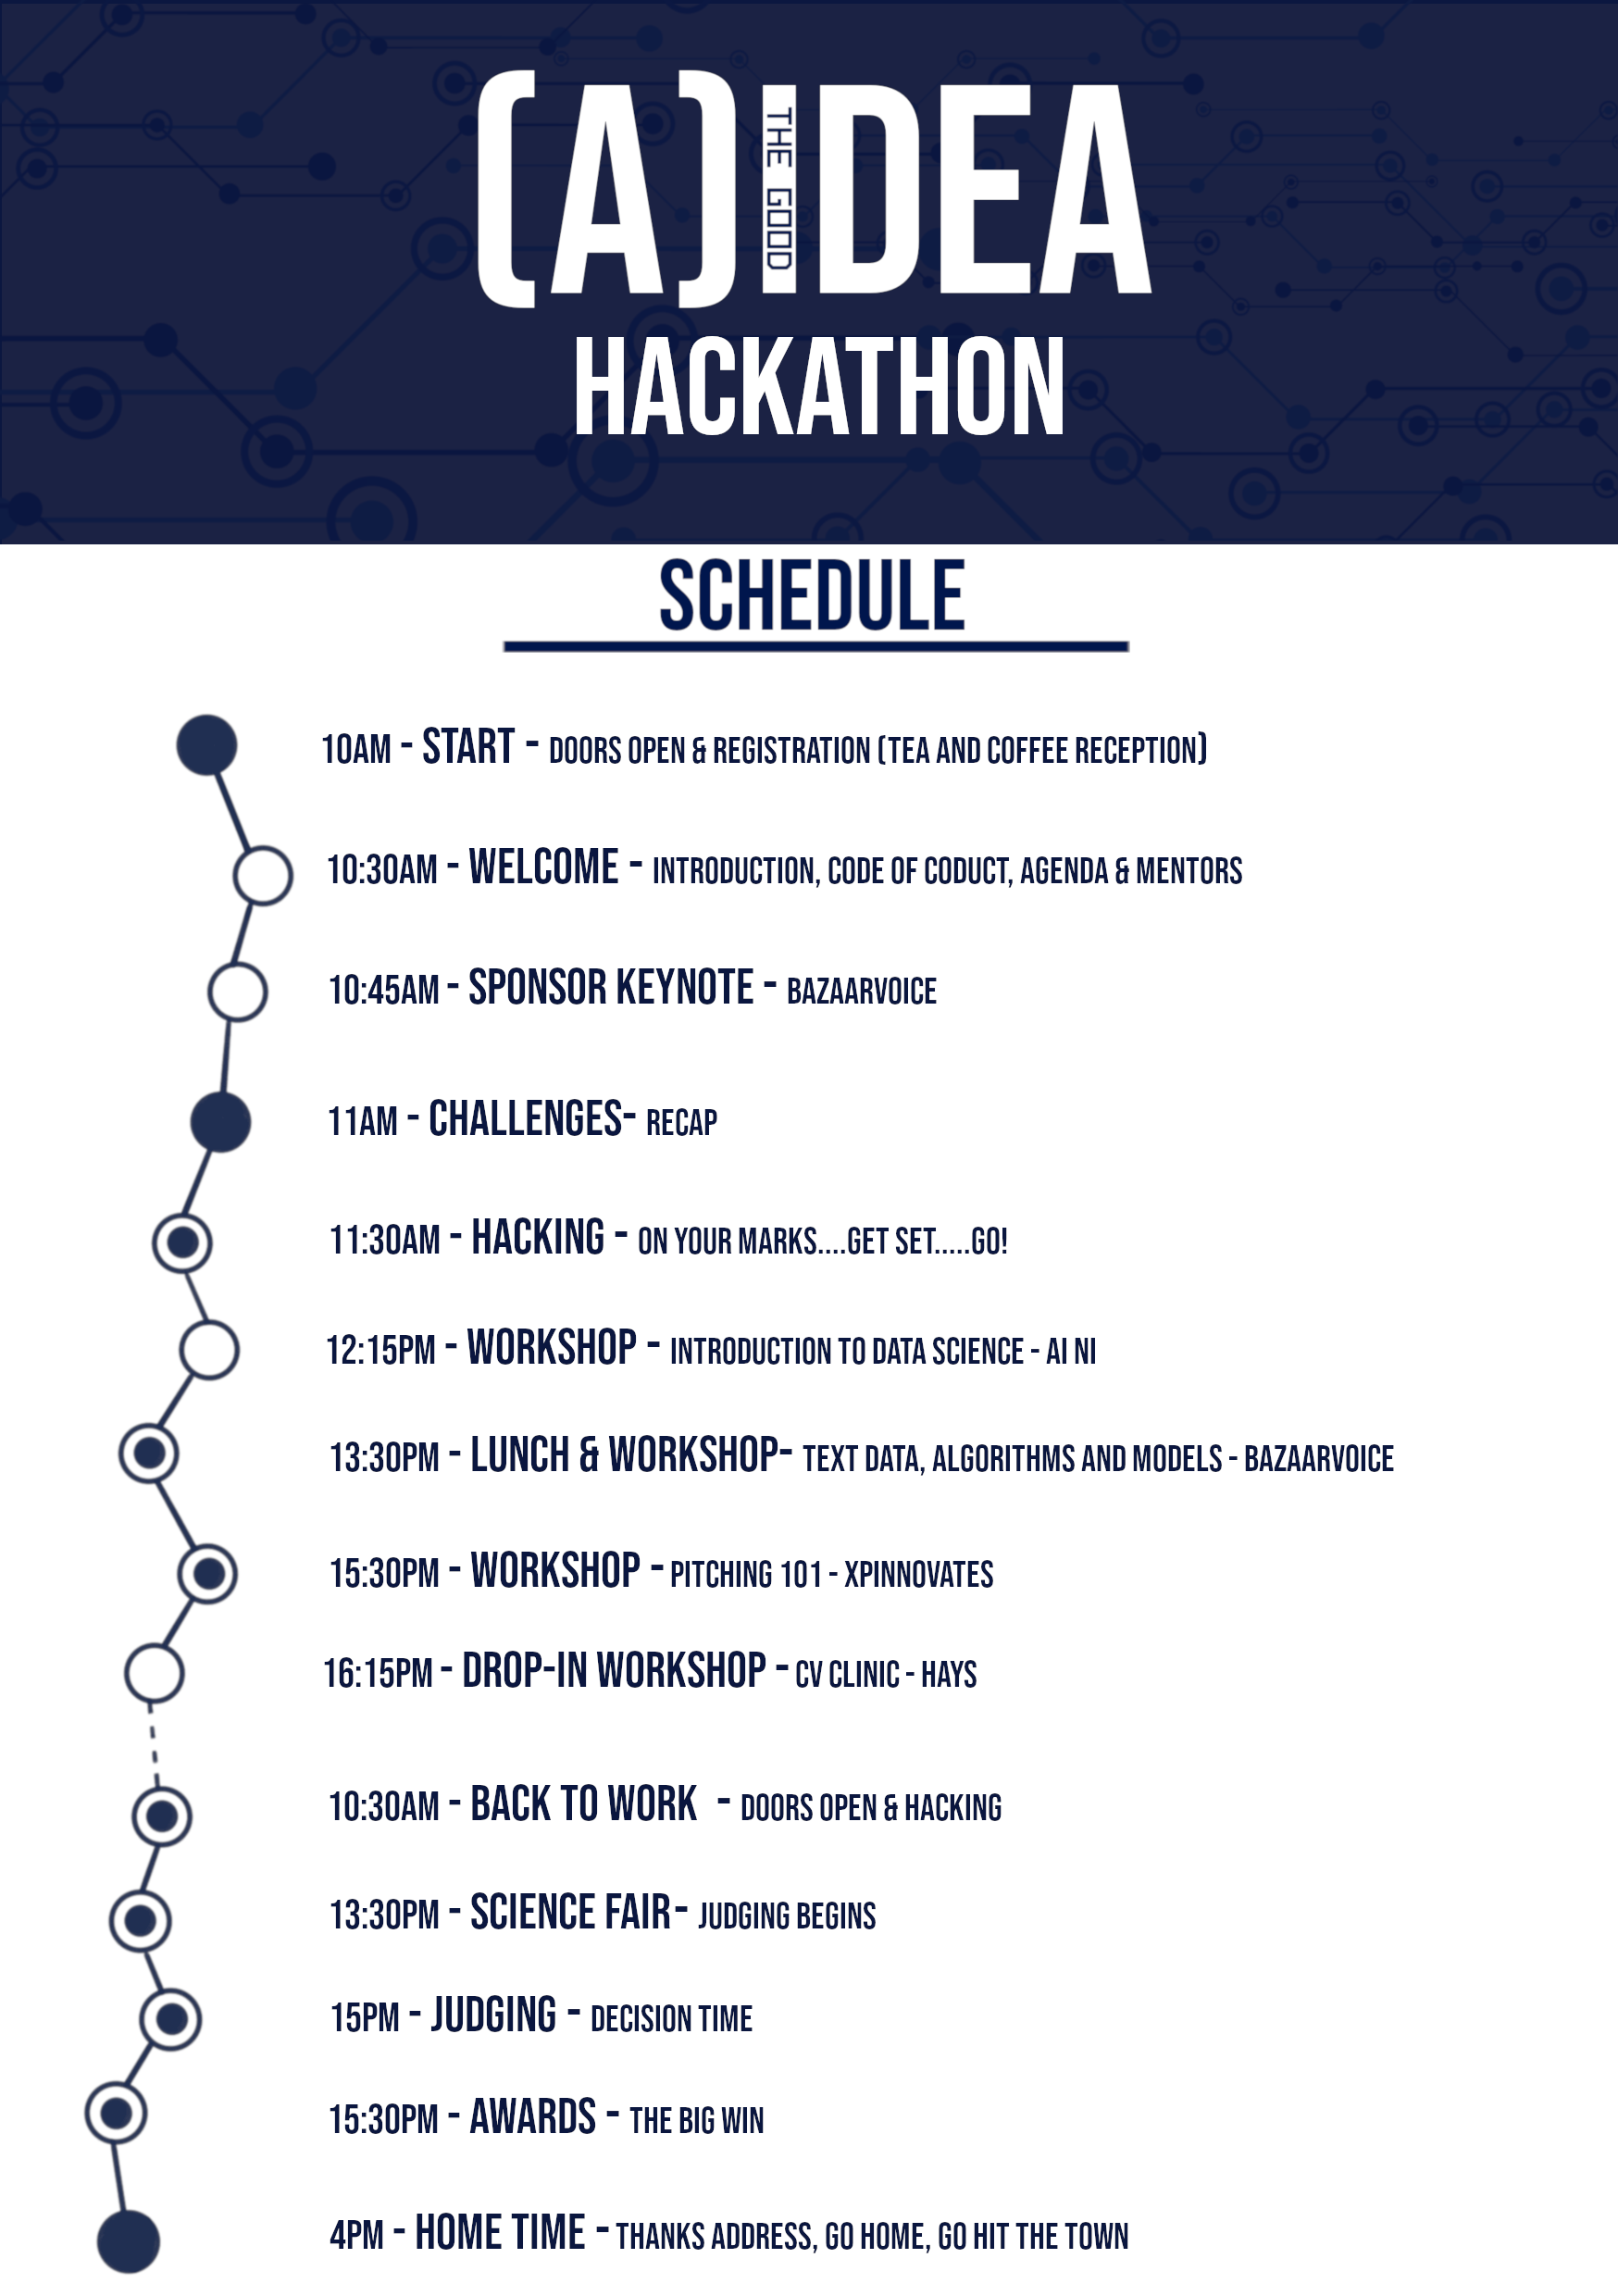 (A)IDEA
THE GOOD
HACKATHON
SCHEDULE
10AM - START - DOORS OPEN & REGISTRATION (TEA AND COFFEE RECEPTION)
10:30AM - WELCOME - INTRODUCTION, CODE OF CODUCT, AGENDA & MENTORS
10:45AM - SPONSOR KEYNOTE - BAZAARVOICE
11AM - CHALLENGES- RECAP
11:30AM - HACKING - ON YOUR MARKS....GET SET.....GO!
12:15PM - WORKSHOP - INTRODUCTION TO DATA SCIENCE - AI NI
13:30PM - LUNCH & WORKSHOP- TEXT DATA, ALGORITHMS AND MODELS - BAZAARVOICE
15:30PM - WORKSHOP - PITCHING 101 - XPINNOVATES
16:15PM - DROP-IN WORKSHOP - CV CLINIC - HAYS
10:30AM - BACK TO WORK - DOORS OPEN & HACKING
13:30PM - SCIENCE FAIR- JUDGING BEGINS
15PM - JUDGING - DECISION TIME
15:30PM - AWARDS - THE BIG WIN
4PM - HOME TIME - THANKS ADDRESS, GO HOME, GO HIT THE TOWN